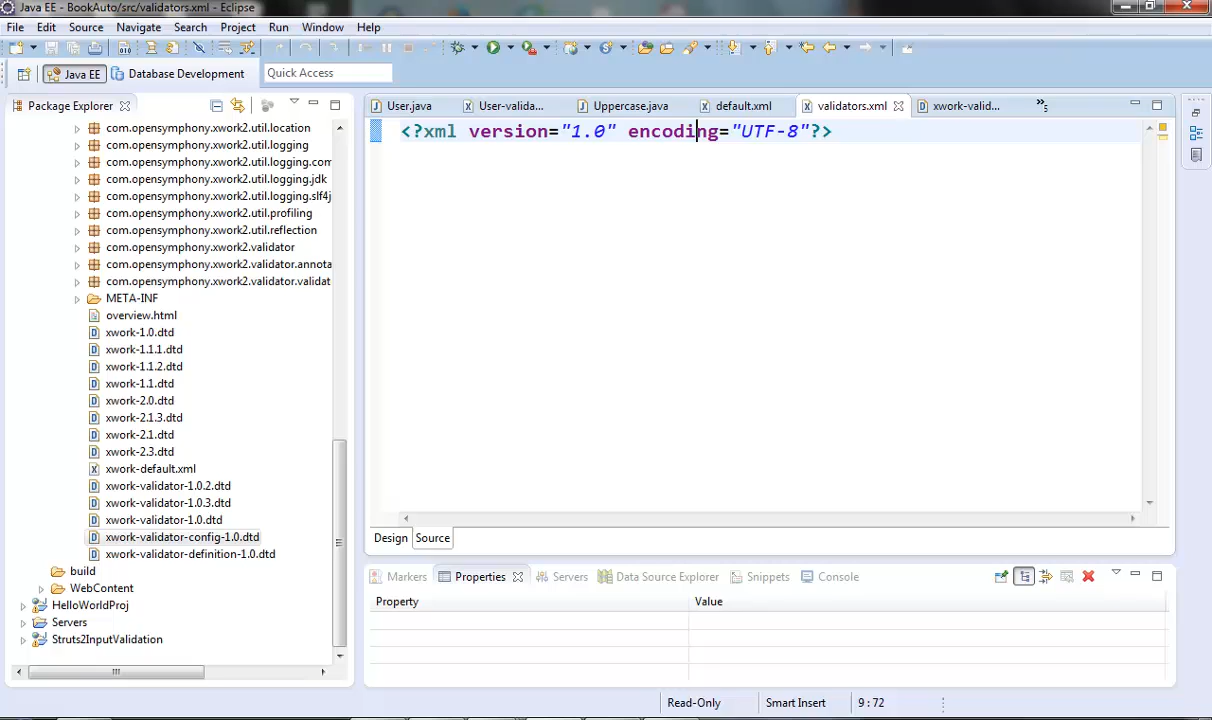 Java EE - BookAuto/src/validators.xml - Eclipse
File Edit Source Navigate Search Project Run Window Help
Java EE Database Development Quick Access
Package Explorer
User.java User-valida... Uppercase.java default.xml validators.xml xwork-valid... »5
com.opensymphony.xwork2.util.location
com.opensymphony.xwork2.util.logging
com.opensymphony.xwork2.util.logging.com
com.opensymphony.xwork2.util.logging.jdk
com.opensymphony.xwork2.util.logging.slf4j
com.opensymphony.xwork2.util.profiling
com.opensymphony.xwork2.util.reflection
com.opensymphony.xwork2.validator
com.opensymphony.xwork2.validator.annota
com.opensymphony.xwork2.validator.validat
META-INF
overview.html
xwork-1.0.dtd
xwork-1.1.1.dtd
xwork-1.1.2.dtd
xwork-1.1.dtd
xwork-2.0.dtd
xwork-2.1.3.dtd
xwork-2.1.dtd
xwork-2.3.dtd
xwork-default.xml
xwork-validator-1.0.2.dtd
xwork-validator-1.0.3.dtd
xwork-validator-1.0.dtd
xwork-validator-config-1.0.dtd
xwork-validator-definition-1.0.dtd
build
WebContent
HelloWorldProj
Servers
Struts2InputValidation
<?xml version="1.0" encoding="UTF-8"?>
Design Source
Markers Properties Servers Data Source Explorer Snippets Console
Property Value
Read-Only Smart Insert 9 : 72